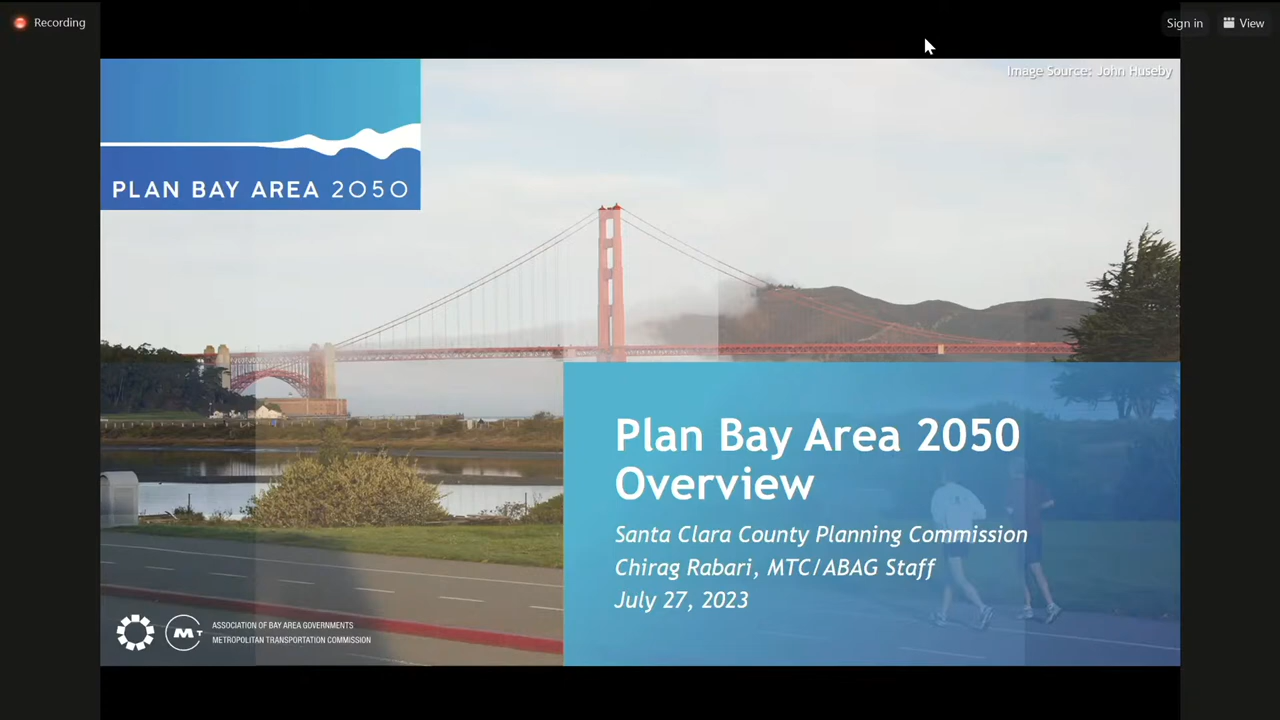 Recording
Sign in
View
Image Source: John Huseby
PLAN BAY AREA 2050
Plan Bay Area 2050
Overview
Santa Clara County Planning Commission
Chirag Rabari, MTC/ABAG Staff
July 27, 2023
MT
ASSOCIATION OF BAY AREA GOVERNMENTS
METROPOLITAN TRANSPORTATION COMMISSION